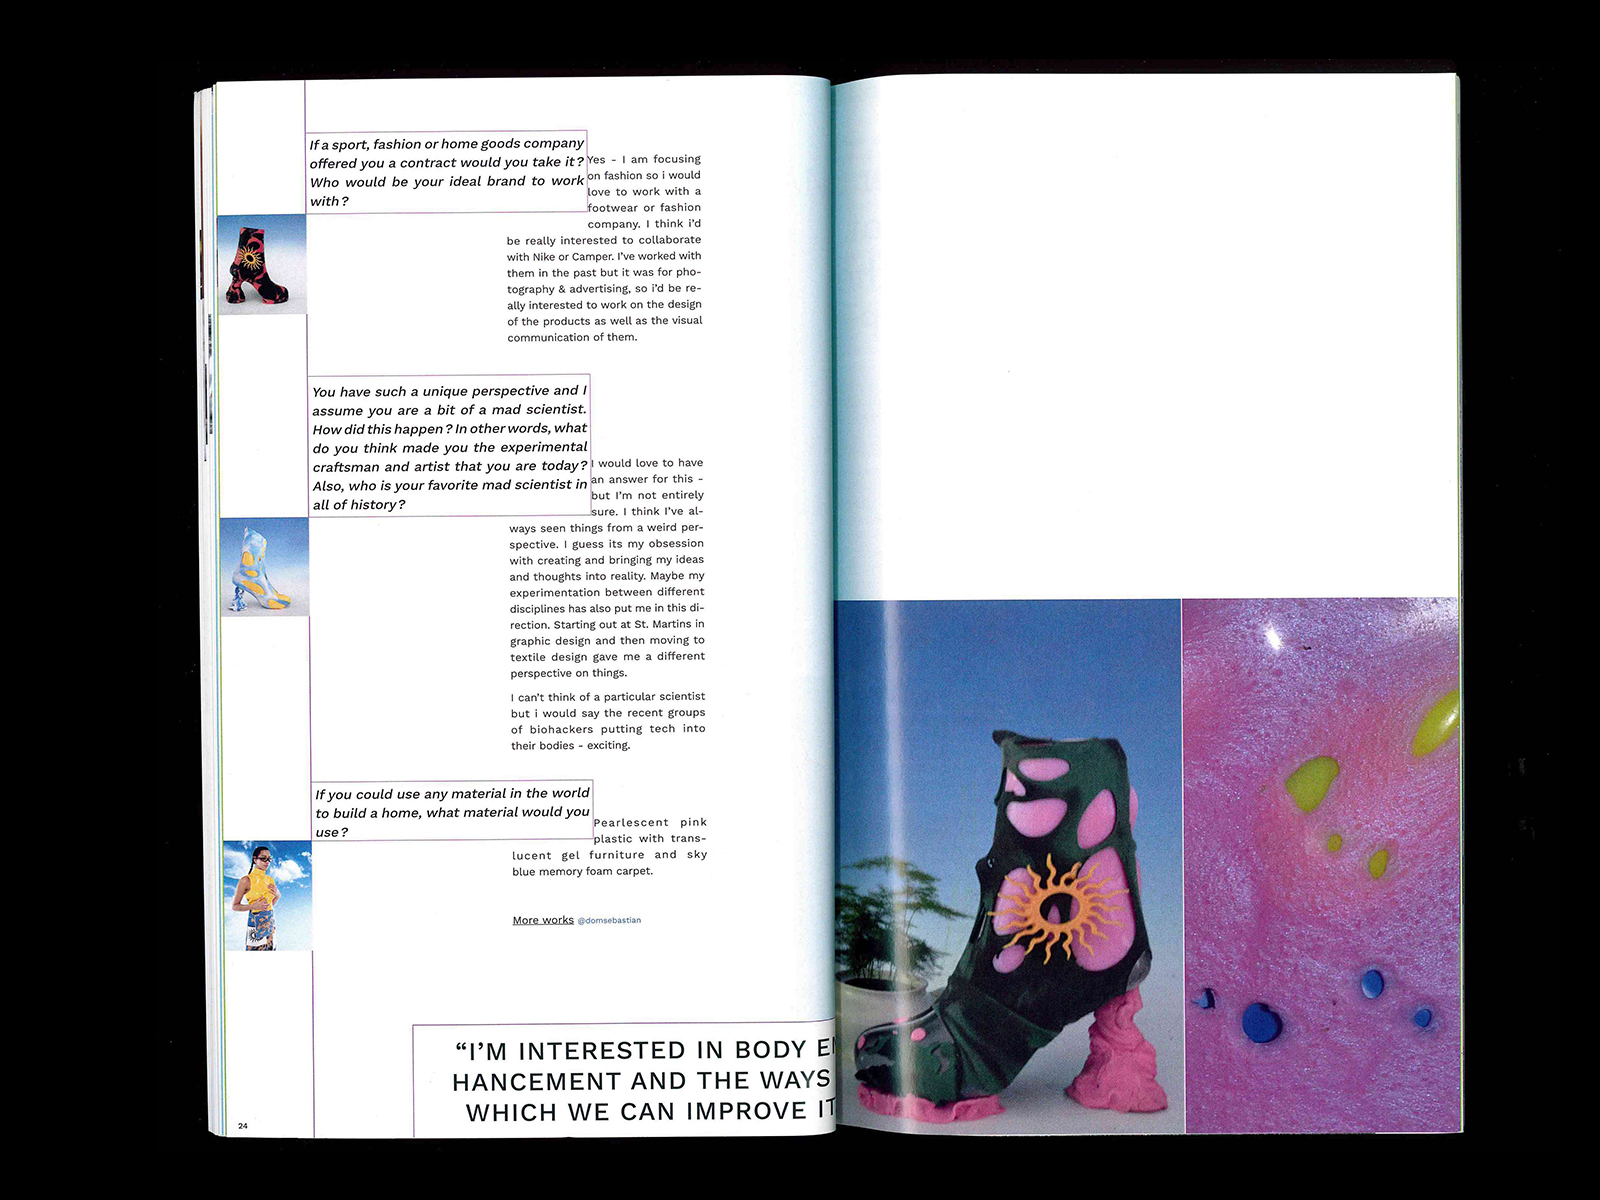 If a sport, fashion or home goods company
offered you a contract would you take it?
Who would be your ideal brand to work
with?
Yes - I am focusing
on fashion so i would
love to work with a
footwear or fashion
company. I think i'd
be really interested to collaborate
with Nike or Camper. I've worked with
them in the past but it was for pho-
tography & advertising, so i'd be re-
ally interested to work on the design
of the products as well as the visual
communication of them.
You have such a unique perspective and I
assume you are a bit of a mad scientist.
How did this happen? In other words, what
do you think made you the experimental
craftsman and artist that you are today?
Also, who is your favorite mad scientist in
all of history?
I would love to have
an answer for this -
but I'm not entirely
sure. I think I've al-
ways seen things from a weird per-
spective. I guess its my obsession
with creating and bringing my ideas
and thoughts into reality. Maybe my
experimentation between different
disciplines has also put me in this di-
rection. Starting out at St. Martins in
graphic design and then moving to
textile design gave me a different
perspective on things.
I can't think of a particular scientist
but i would say the recent groups
of biohackers putting tech into
their bodies - exciting.
If you could use any material in the world
to build a home, what material would you
use?
Pearlescent pink
plastic with trans-
lucent gel furniture and sky
blue memory foam carpet.
More works @domsebastian
"I'M INTERESTED IN BODY EN
HANCEMENT AND THE WAYS
WHICH WE CAN IMPROVE IT
24